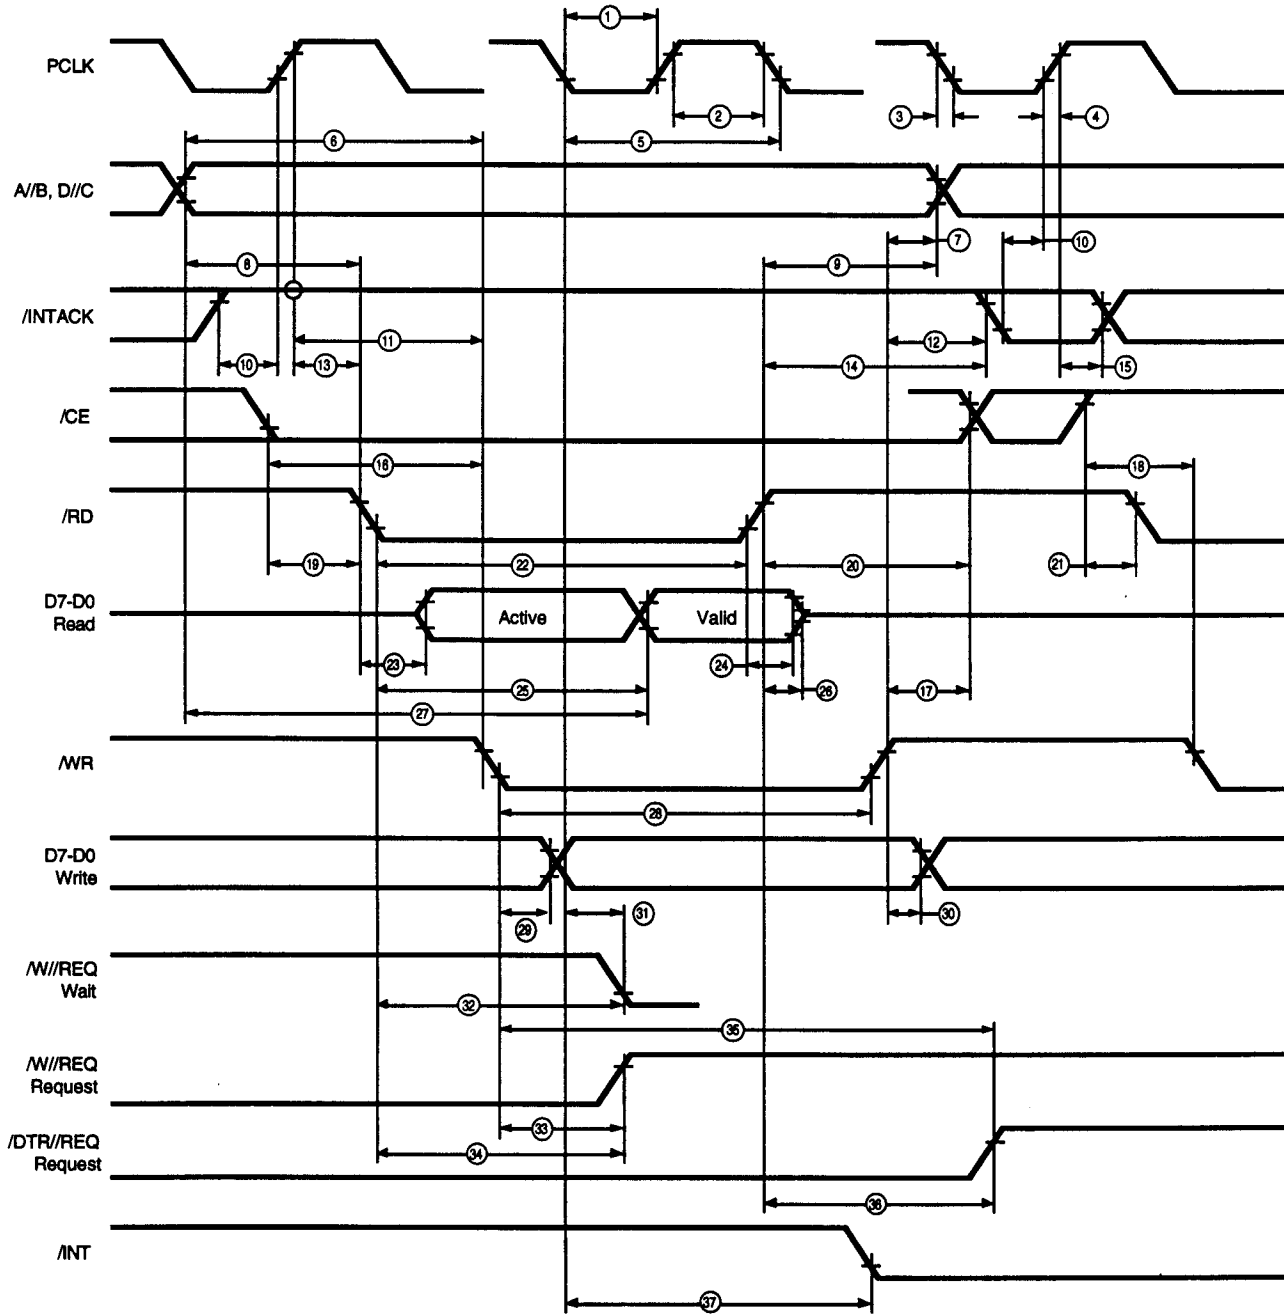 1
PCLK
2
3
4
5
6
A//B, D//C
7
10
8
9
/INTACK
11
12
10
13
14
15
/CE
16
18
/RD
19
22
20
21
D7-D0
Read
Active
Valid
23
24
25
26
17
27
/WR
28
D7-D0
Write
29
31
30
/W//REQ
Wait
32
35
/W//REQ
Request
33
/DTR//REQ
Request
34
36
/INT
37